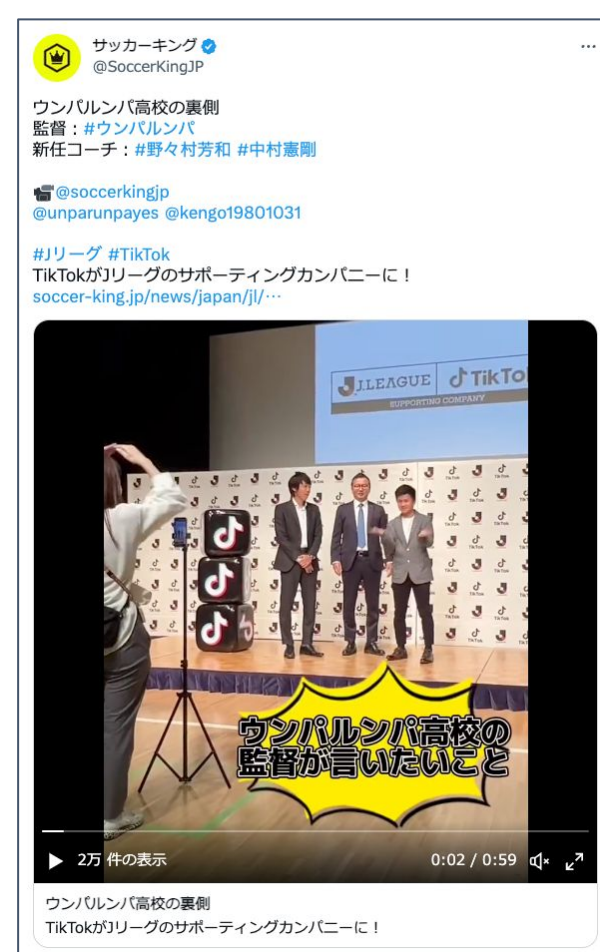 サッカーキング
@SoccerKingJP
ウンパルンパ高校の裏側
監督：#ウンパルンパ
新任コーチ：#野々村芳和 #中村憲剛
@soccerkingjp
@unparunpayes @kengo19801031
#Jリーグ #TikTok
TikTokがJリーグのサポーティングカンパニーに！
soccer-king.jp/news/japan/jl/…
J.LEAGUE TikTo
SUPPORTING COMPANY
ウンパルンパ高校の
監督が言いたいこと
2万 件の表示 0:02 / 0:59
ウンパルンパ高校の裏側
TikTokがJリーグのサポーティングカンパニーに！